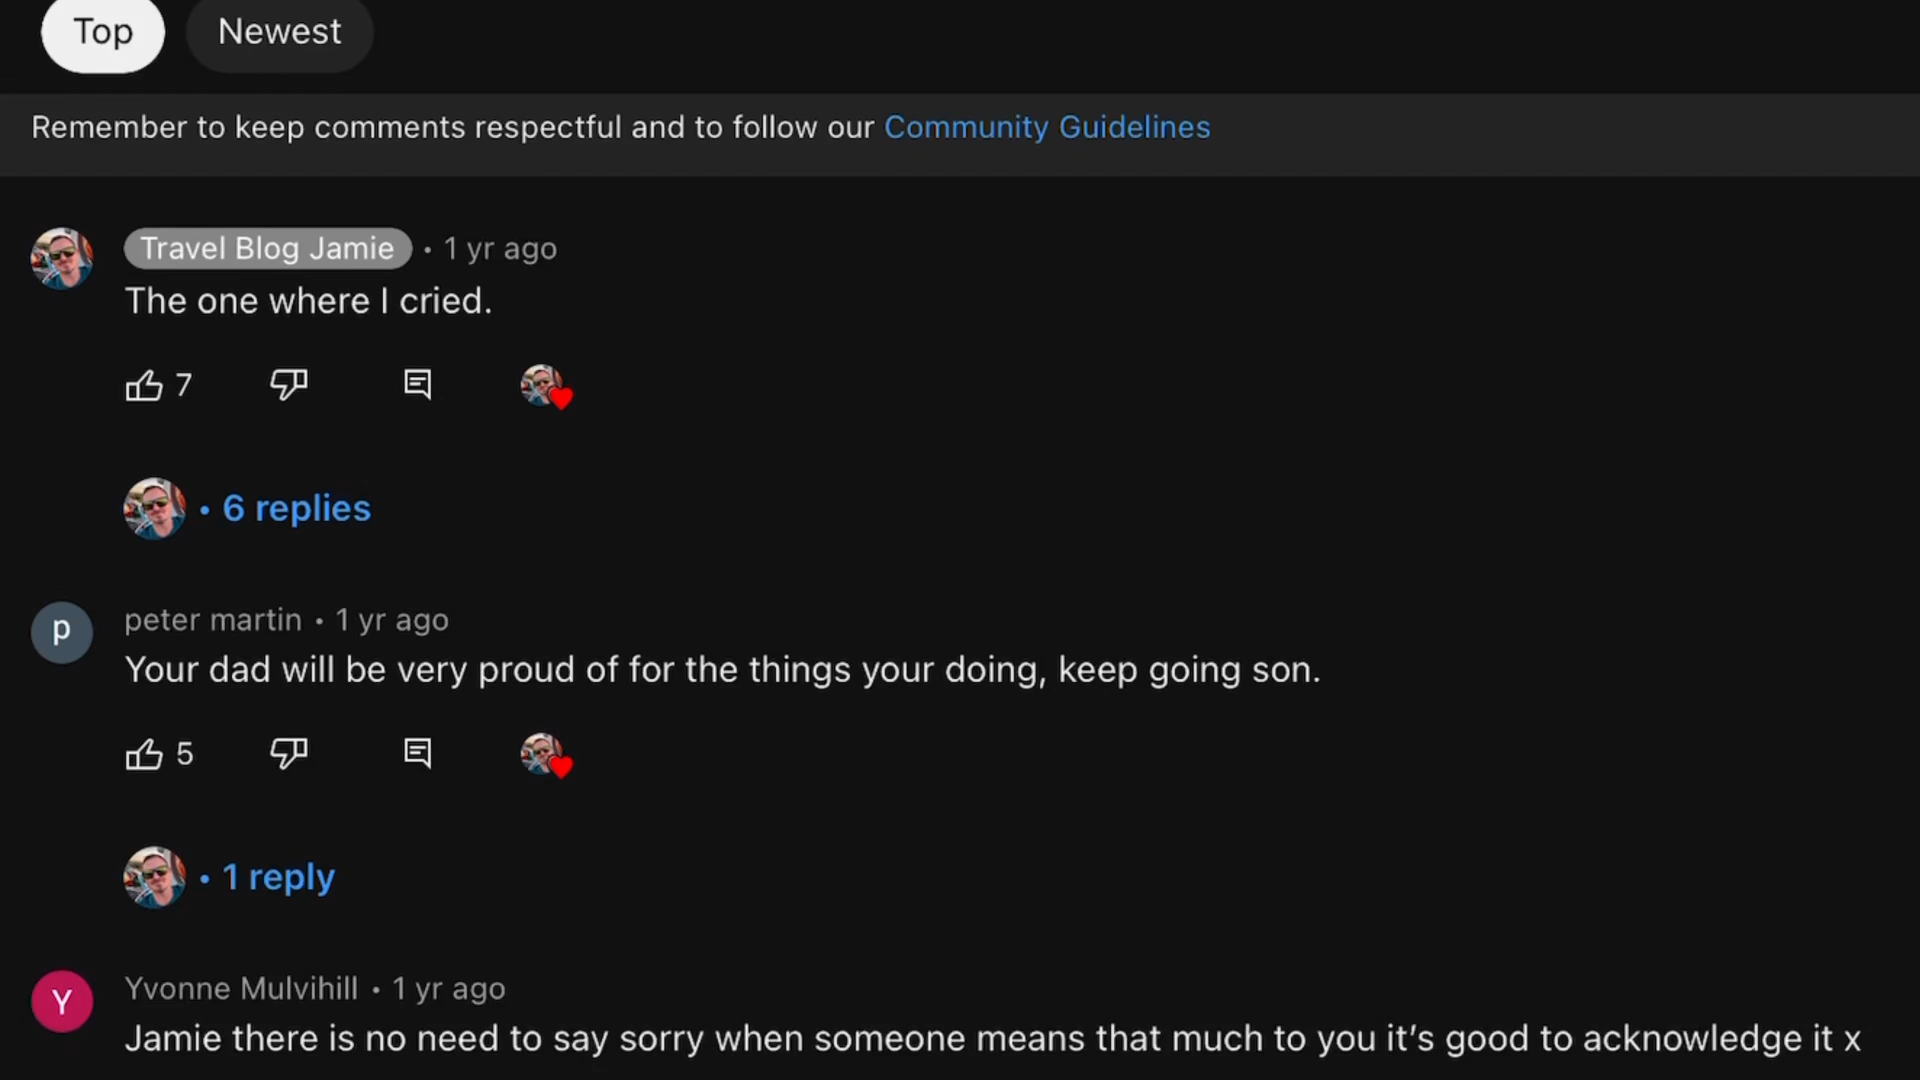 Top Newest
Remember to keep comments respectful and to follow our Community Guidelines
Travel Blog Jamie • 1 yr ago
The one where I cried.
7
• 6 replies
p
peter martin • 1 yr ago
Your dad will be very proud of for the things your doing, keep going son.
5
• 1 reply
Y
Yvonne Mulvihill • 1 yr ago
Jamie there is no need to say sorry when someone means that much to you it’s good to acknowledge it x